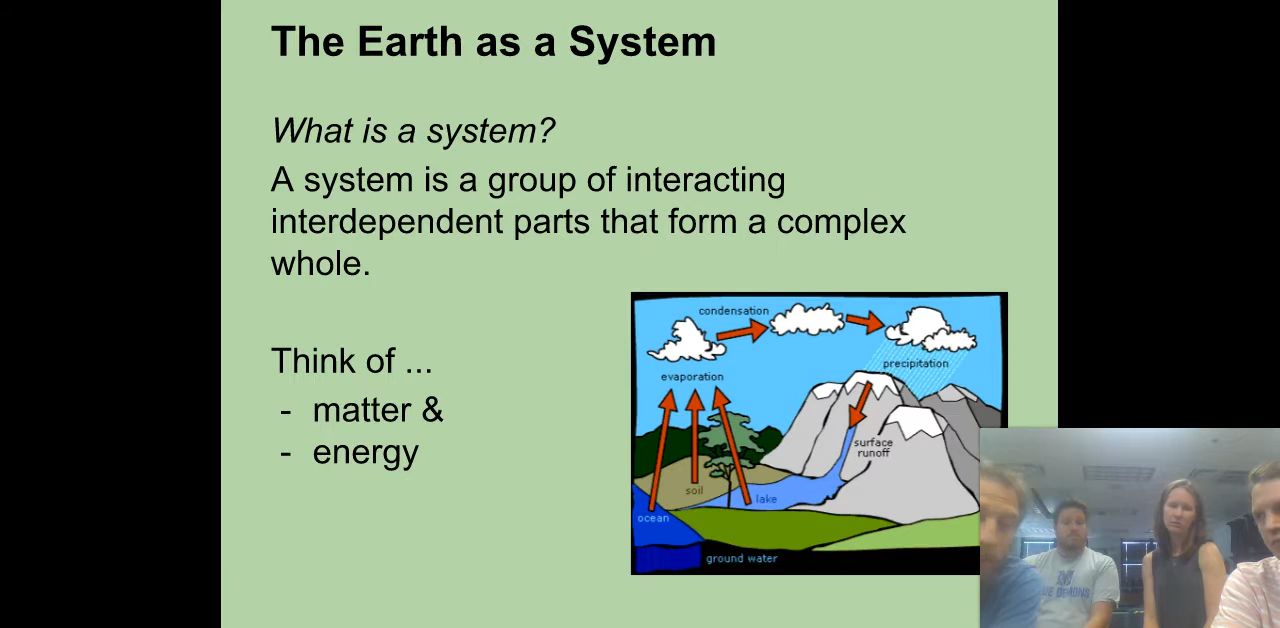 The Earth as a System
What is a system?
A system is a group of interacting
interdependent parts that form a complex
whole.
Think of ...
- matter &
- energy
condensation
precipitation
evaporation
surface
runoff
soil
lake
ocean
ground water
DEMONS